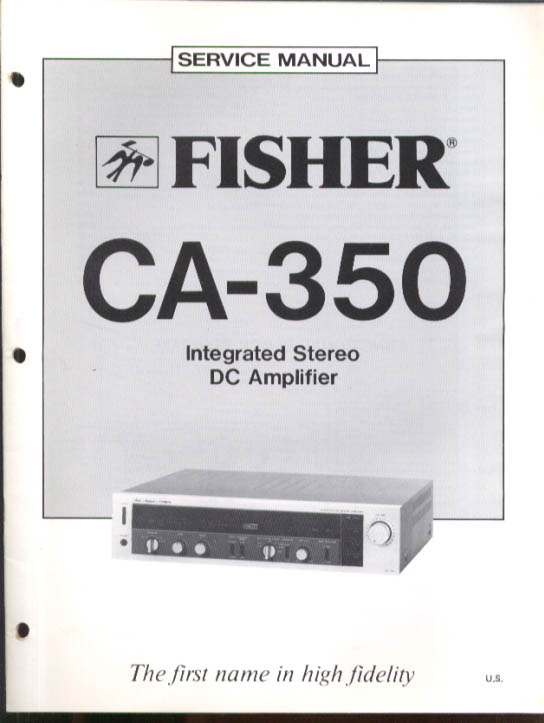 SERVICE MANUAL
FISHER®
CA-350
Integrated Stereo
DC Amplifier
The first name in high fidelity
U.S.